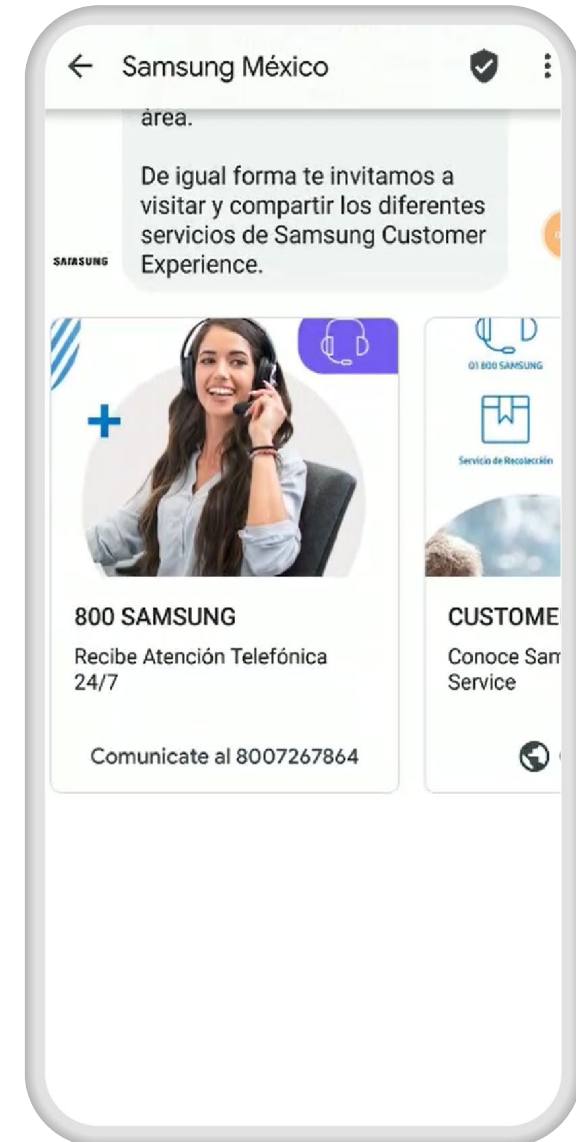 Samsung México
área.
De igual forma te invitamos a
visitar y compartir los diferentes
servicios de Samsung Customer
Experience.
SAMSUNG
01 800 SAMSUNG
Servicio de Recolección
800 SAMSUNG
Recibe Atención Telefónica
24/7
Comunicate al 8007267864
CUSTOME
Conoce Sam
Service